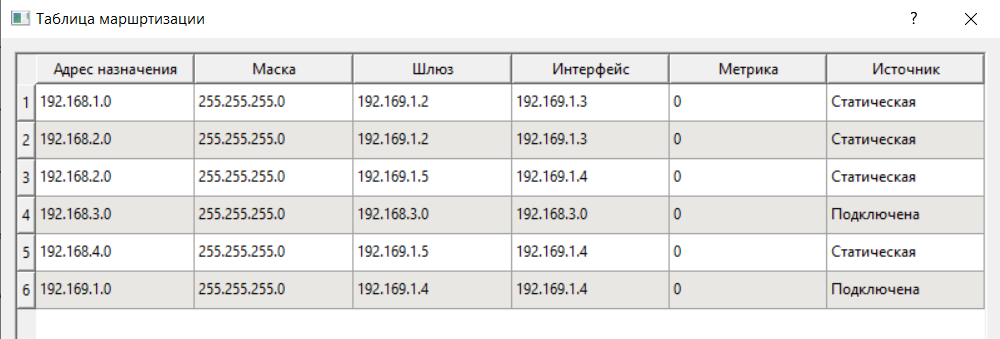 Таблица маршртизации
?
Адрес назначения Маска Шлюз Интерфейс Метрика Источник
1 192.168.1.0 255.255.255.0 192.169.1.2 192.169.1.3 0 Статическая
2 192.168.2.0 255.255.255.0 192.169.1.2 192.169.1.3 0 Статическая
3 192.168.2.0 255.255.255.0 192.169.1.5 192.169.1.4 0 Статическая
4 192.168.3.0 255.255.255.0 192.168.3.0 192.168.3.0 0 Подключена
5 192.168.4.0 255.255.255.0 192.169.1.5 192.169.1.4 0 Статическая
6 192.169.1.0 255.255.255.0 192.169.1.4 192.169.1.4 0 Подключена